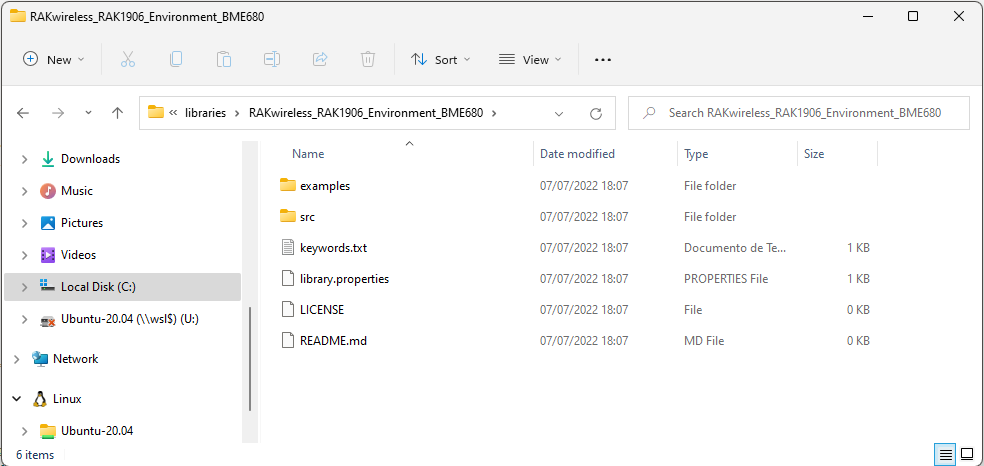 RAKwireless_RAK1906_Environment_BME680
New Sort View
« libraries RAKwireless_RAK1906_Environment_BME680 Search RAKwireless_RAK1906_Environment_BME680
Downloads
Music
Pictures
Videos
Local Disk (C:)
Ubuntu-20.04 (\\wsl$) (U:)
Network
Linux
Ubuntu-20.04
Name Date modified Type Size
examples 07/07/2022 18:07 File folder
src 07/07/2022 18:07 File folder
keywords.txt 07/07/2022 18:07 Documento de Te... 1 KB
library.properties 07/07/2022 18:07 PROPERTIES File 1 KB
LICENSE 07/07/2022 18:07 File 0 KB
README.md 07/07/2022 18:07 MD File 0 KB
6 items